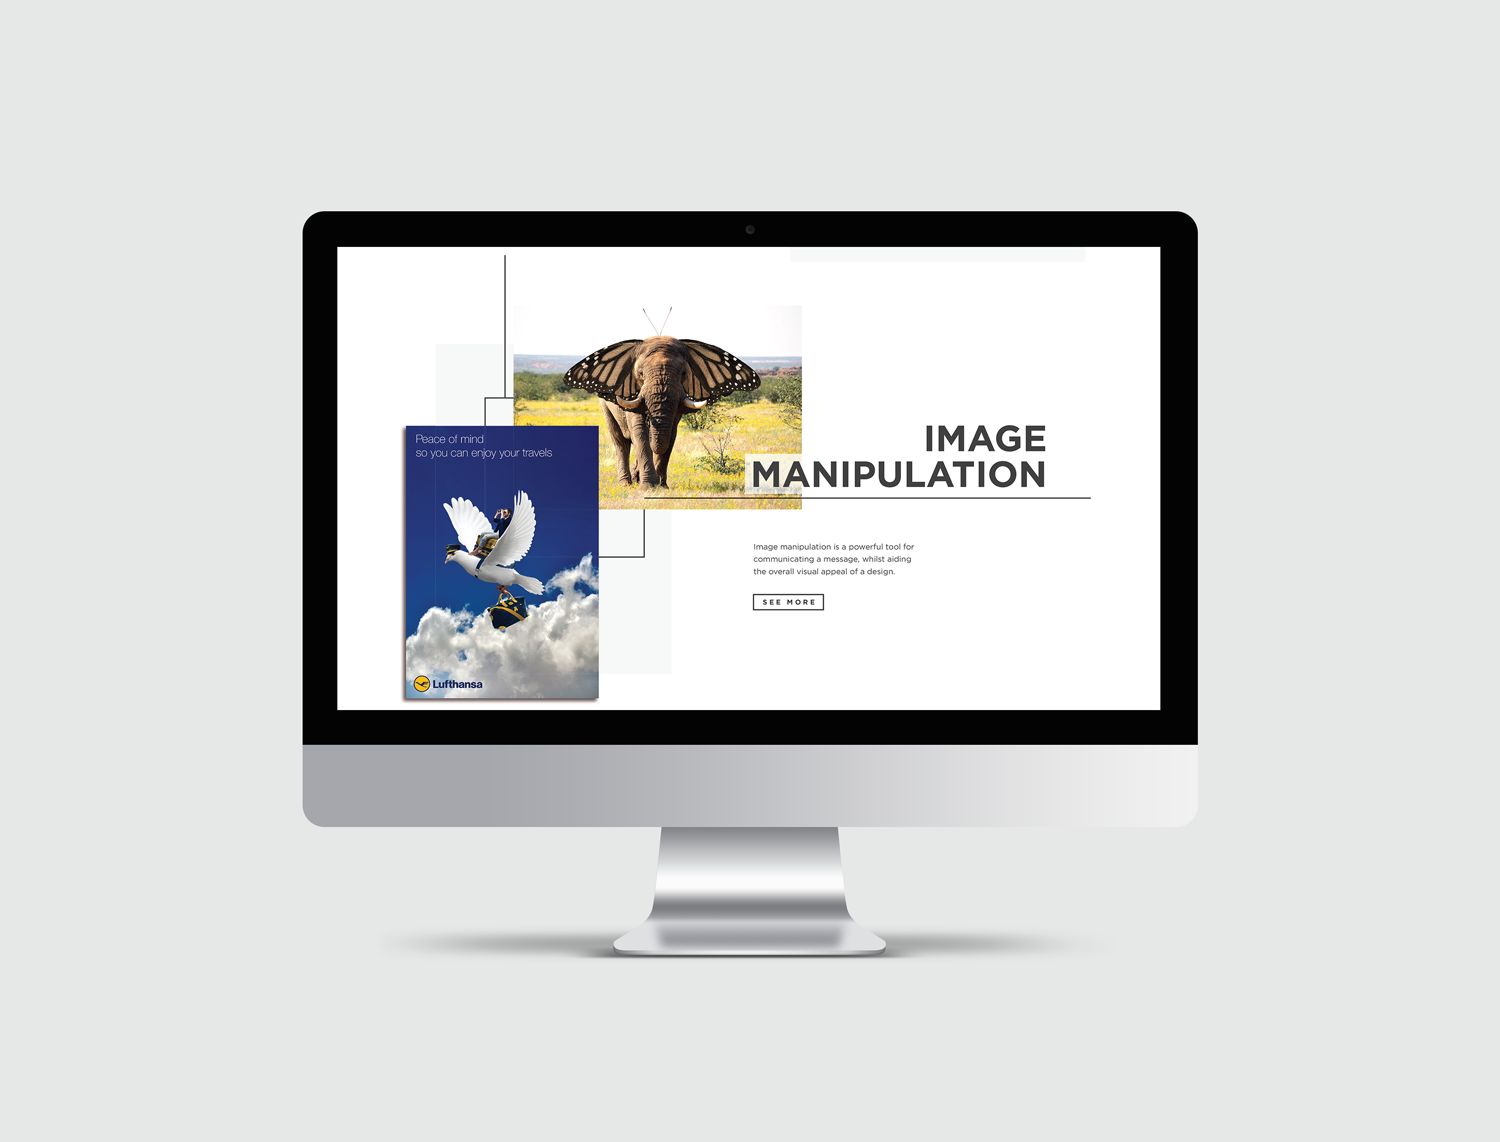 Peace of mind
so you can enjoy your travels
Lufthansa
IMAGE
MANIPULATION
Image manipulation is a powerful tool for
communicating a message, whilst aiding
the overall visual appeal of a design.
SEE MORE